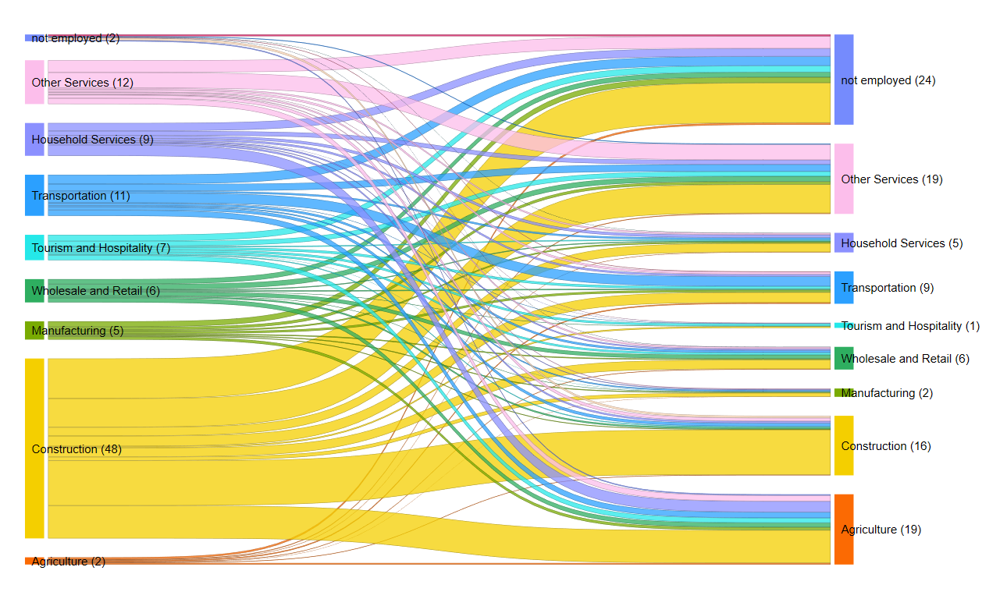 not employed (2)
Other Services (12)
Household Services (9)
Transportation (11)
Tourism and Hospitality (7)
Wholesale and Retail (6)
Manufacturing (5)
Construction (48)
Agriculture (2)
not employed (24)
Other Services (19)
Household Services (5)
Transportation (9)
Tourism and Hospitality (1)
Wholesale and Retail (6)
Manufacturing (2)
Construction (16)
Agriculture (19)